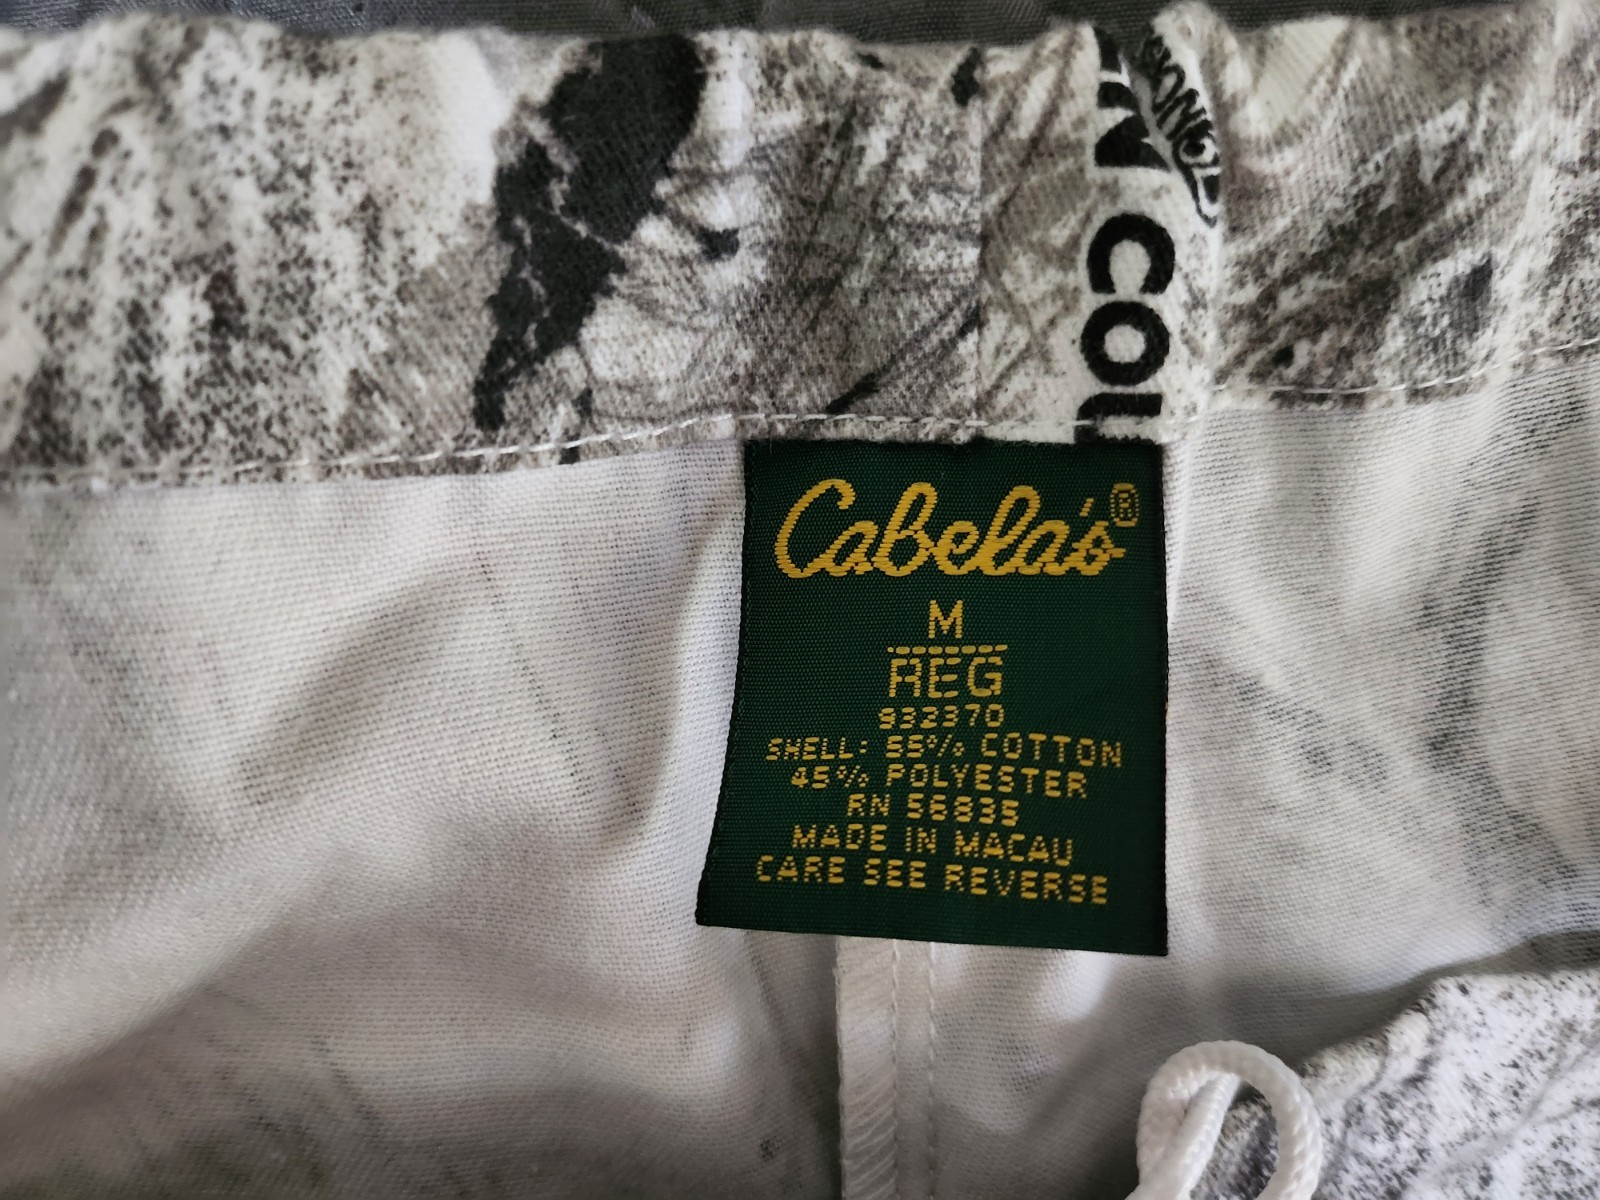 Cabela's®
M
REG
932370
SHELL: 55% COTTON
45% POLYESTER
RN 56835
MADE IN MACAU
CARE SEE REVERSE